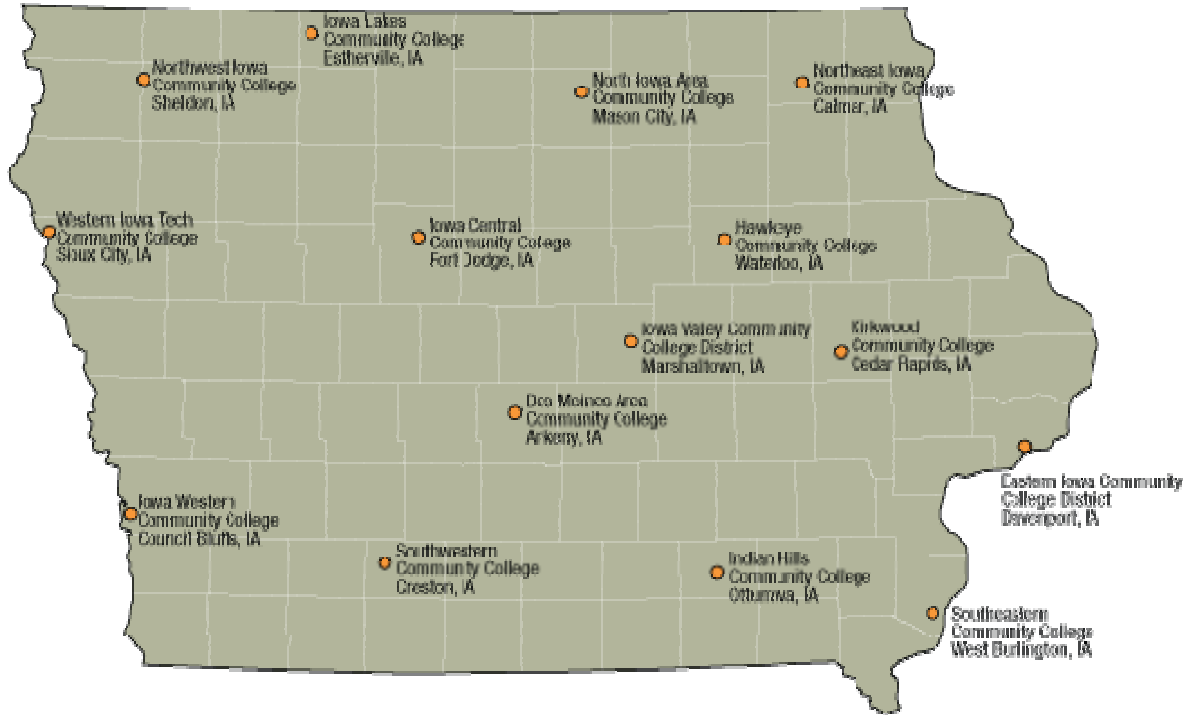 Iowa Lakes
Community College
Estherville, IA
Northwest Iowa
Community College
Sheldon, IA
North Iowa Area
Community College
Mason City, IA
Northeast Iowa
Community College
Calmar, IA
Western Iowa Tech
Community College
Sioux City, IA
Iowa Central
Community College
Fort Dodge, IA
Hawkeye
Community College
Waterloo, IA
Iowa Valley Community
College District
Marshalltown, IA
Kirkwood
Community College
Cedar Rapids, IA
Des Moines Area
Community College
Ankeny, IA
Eastern Iowa Community
College District
Davenport, IA
Iowa Western
Community College
Council Bluffs, IA
Southwestern
Community College
Creston, IA
Indian Hills
Community College
Ottumwa, IA
Southeastern
Community College
West Burlington, IA